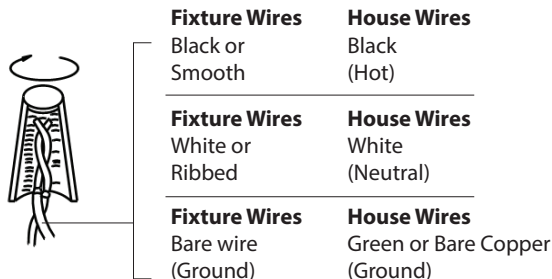 Fixture Wires House Wires
Black or Black
Smooth (Hot)
Fixture Wires House Wires
White or White
Ribbed (Neutral)
Fixture Wires House Wires
Bare wire Green or Bare Copper
(Ground) (Ground)